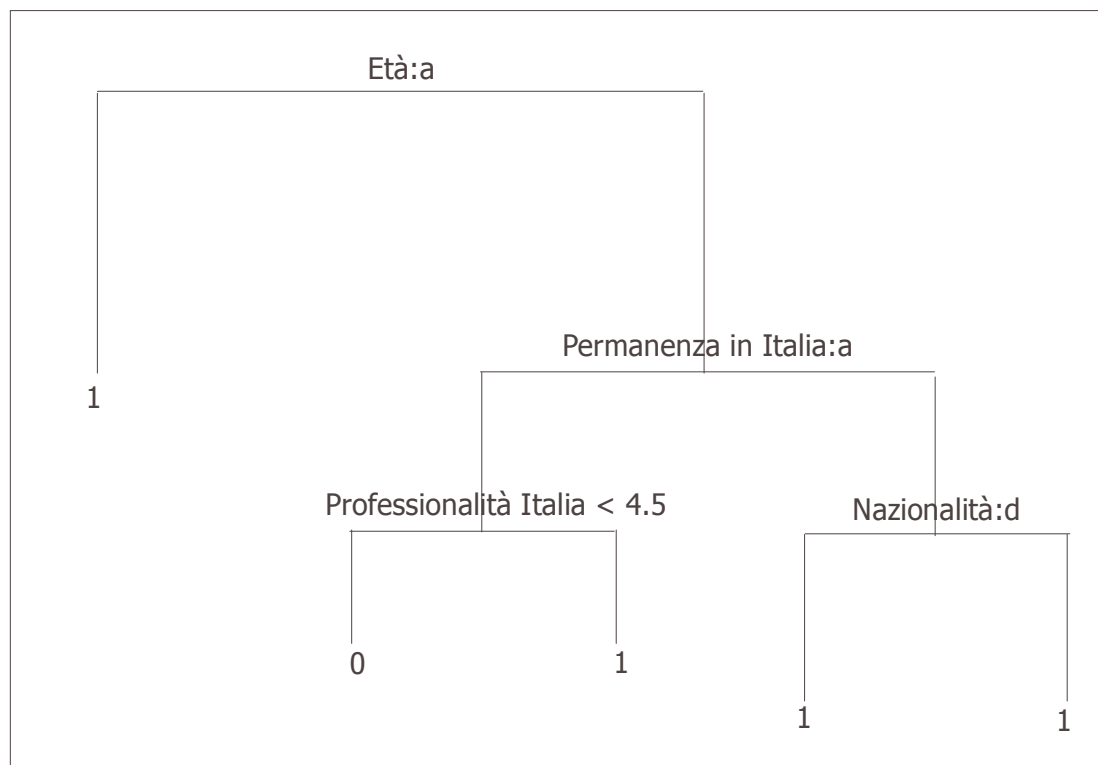 Età:a
Permanenza in Italia:a
1
Professionalità Italia < 4.5
Nazionalità:d
0
1
1
1